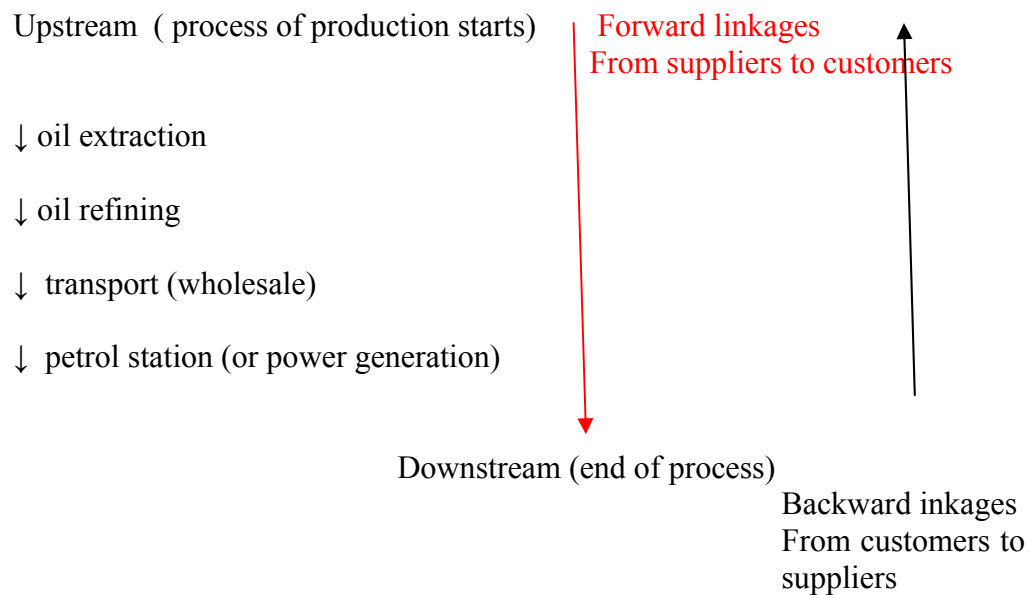 Upstream  ( process of production starts)
Forward linkages
From suppliers to customers
↓ oil extraction
↓ oil refining
↓  transport (wholesale)
↓  petrol station (or power generation)
Downstream (end of process)
Backward inkages
From customers to
suppliers